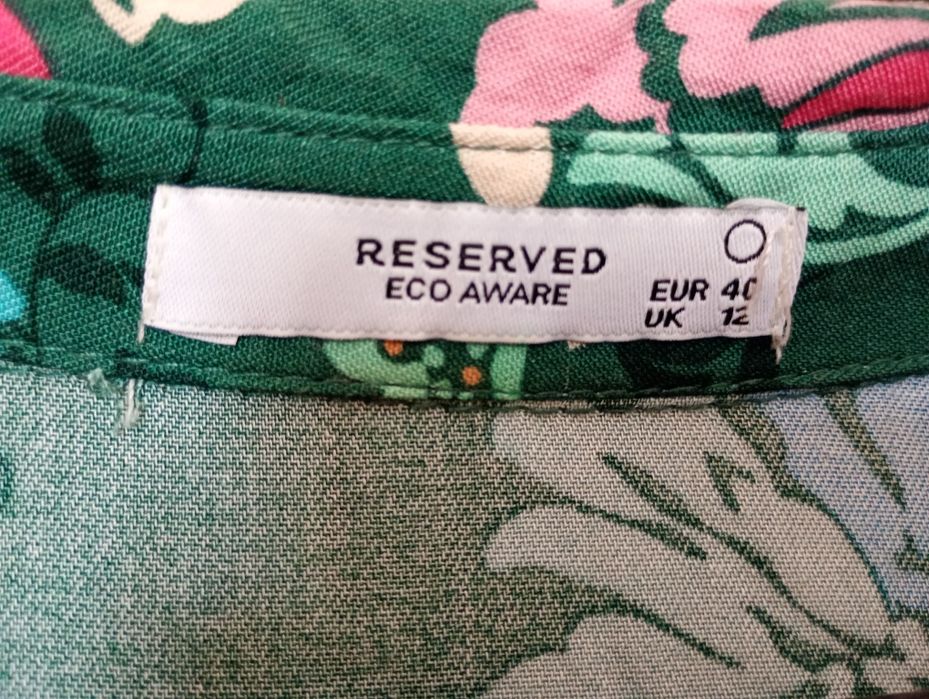 RESERVED
ECO AWARE
EUR 40
UK 12